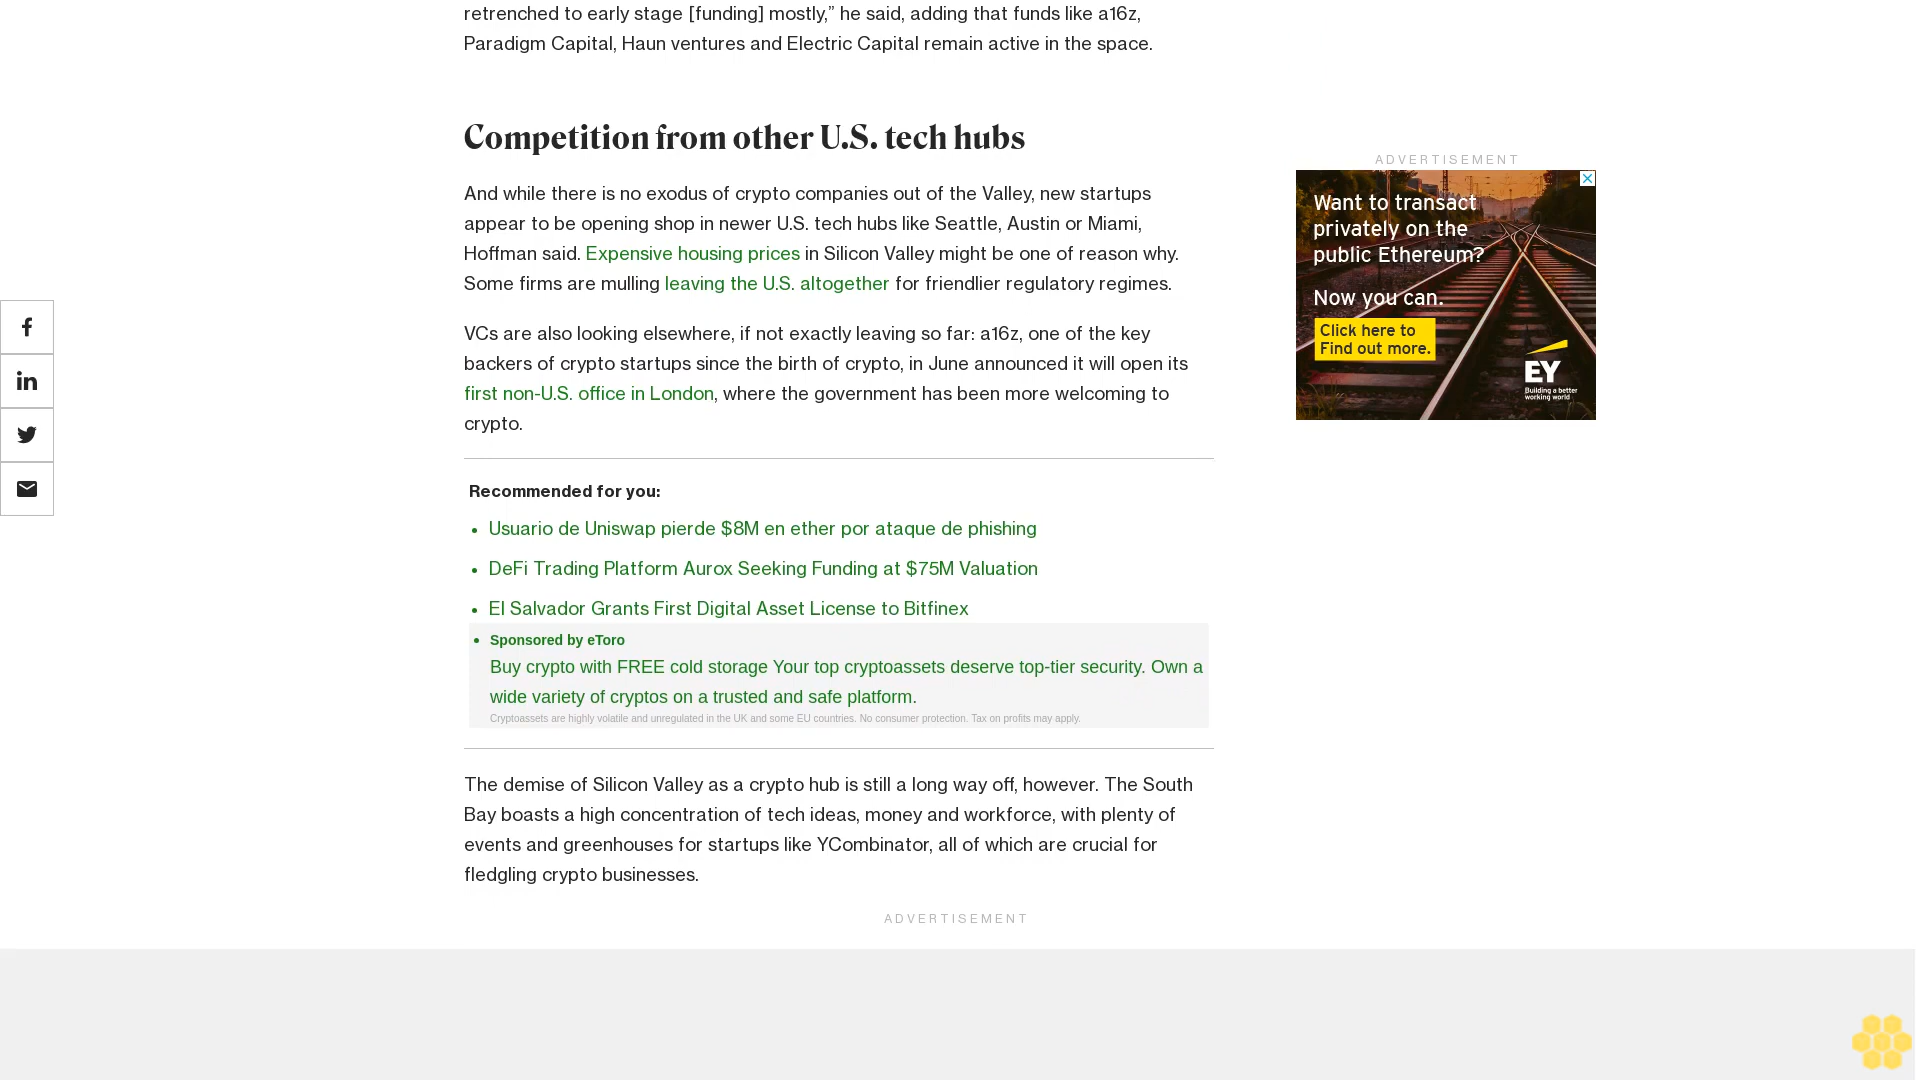 retrenched to early stage [funding] mostly,” he said, adding that funds like a16z,
Paradigm Capital, Haun ventures and Electric Capital remain active in the space.
Competition from other U.S. tech hubs
And while there is no exodus of crypto companies out of the Valley, new startups
appear to be opening shop in newer U.S. tech hubs like Seattle, Austin or Miami,
Hoffman said. Expensive housing prices in Silicon Valley might be one of reason why.
Some firms are mulling leaving the U.S. altogether for friendlier regulatory regimes.
VCs are also looking elsewhere, if not exactly leaving so far: a16z, one of the key
backers of crypto startups since the birth of crypto, in June announced it will open its
first non-U.S. office in London, where the government has been more welcoming to
crypto.
Recommended for you:
• Usuario de Uniswap pierde $8M en ether por ataque de phishing
• DeFi Trading Platform Aurox Seeking Funding at $75M Valuation
• El Salvador Grants First Digital Asset License to Bitfinex
• Sponsored by eToro
Buy crypto with FREE cold storage Your top cryptoassets deserve top-tier security. Own a
wide variety of cryptos on a trusted and safe platform.
Cryptoassets are highly volatile and unregulated in the UK and some EU countries. No consumer protection. Tax on profits may apply.
The demise of Silicon Valley as a crypto hub is still a long way off, however. The South
Bay boasts a high concentration of tech ideas, money and workforce, with plenty of
events and greenhouses for startups like YCombinator, all of which are crucial for
fledgling crypto businesses.
ADVERTISEMENT
ADVERTISEMENT
Want to transact
privately on the
public Ethereum?
Now you can.
Click here to
Find out more.
EY
Building a better
working world